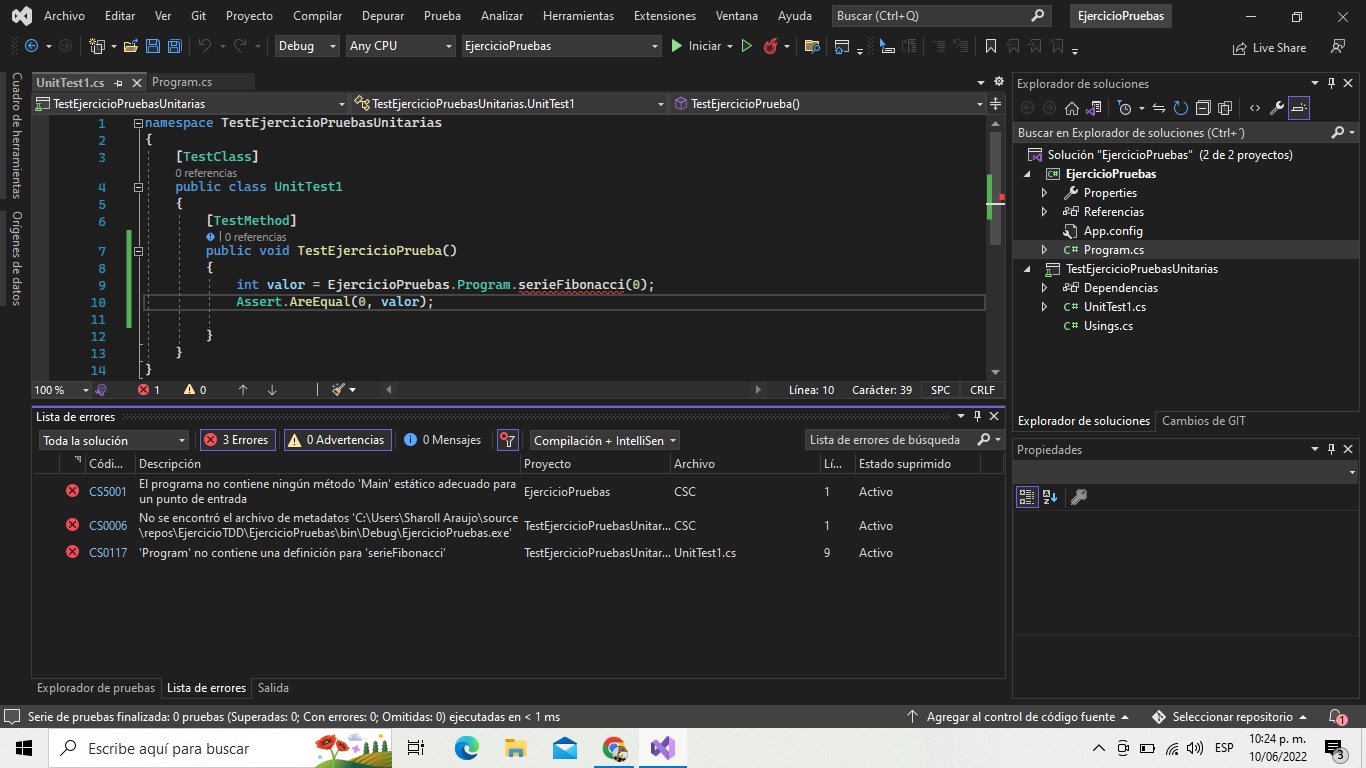 Archivo Editar Ver Git Proyecto Compilar Depurar Prueba Analizar Herramientas Extensiones Ventana Ayuda Buscar (Ctrl+Q) EjercicioPruebas
Debug Any CPU EjercicioPruebas Iniciar Live Share
Cuadro de herramientas
Orígenes de datos
UnitTest1.cs Program.cs
TestEjercicioPruebasUnitarias TestEjercicioPruebasUnitarias.UnitTest1 TestEjercicioPrueba()
1 namespace TestEjercicioPruebasUnitarias
2 {
3 [TestClass]
0 referencias
4 public class UnitTest1
5 {
6 [TestMethod]
| 0 referencias
7 public void TestEjercicioPrueba()
8 {
9 int valor = EjercicioPruebas.Program.serieFibonacci(0);
10 Assert.AreEqual(0, valor);
11
12 }
13 }
14 }
100 % 1 0 Línea: 10 Carácter: 39 SPC CRLF
Lista de errores
Toda la solución 3 Errores 0 Advertencias 0 Mensajes Compilación + IntelliSen Lista de errores de búsqueda
Códi... Descripción Proyecto Archivo Lí... Estado suprimido
CS5001 El programa no contiene ningún método 'Main' estático adecuado para
un punto de entrada EjercicioPruebas CSC 1 Activo
CS0006 No se encontró el archivo de metadatos 'C:\Users\Sharoll Araujo\source
\repos\EjercicioTDD\EjercicioPruebas\bin\Debug\EjercicioPruebas.exe' TestEjercicioPruebasUnitar... CSC 1 Activo
CS0117 'Program' no contiene una definición para 'serieFibonacci' TestEjercicioPruebasUnitar... UnitTest1.cs 9 Activo
Explorador de pruebas Lista de errores Salida
Explorador de soluciones
Buscar en Explorador de soluciones (Ctrl+´)
Solución "EjercicioPruebas" (2 de 2 proyectos)
EjercicioPruebas
Properties
Referencias
App.config
C# Program.cs
TestEjercicioPruebasUnitarias
Dependencias
C# UnitTest1.cs
C# Usings.cs
Explorador de soluciones Cambios de GIT
Propiedades
Serie de pruebas finalizada: 0 pruebas (Superadas: 0; Con errores: 0; Omitidas: 0) ejecutadas en < 1 ms Agregar al control de código fuente Seleccionar repositorio 1
Escribe aquí para buscar ESP 10:24 p. m.
10/06/2022 3